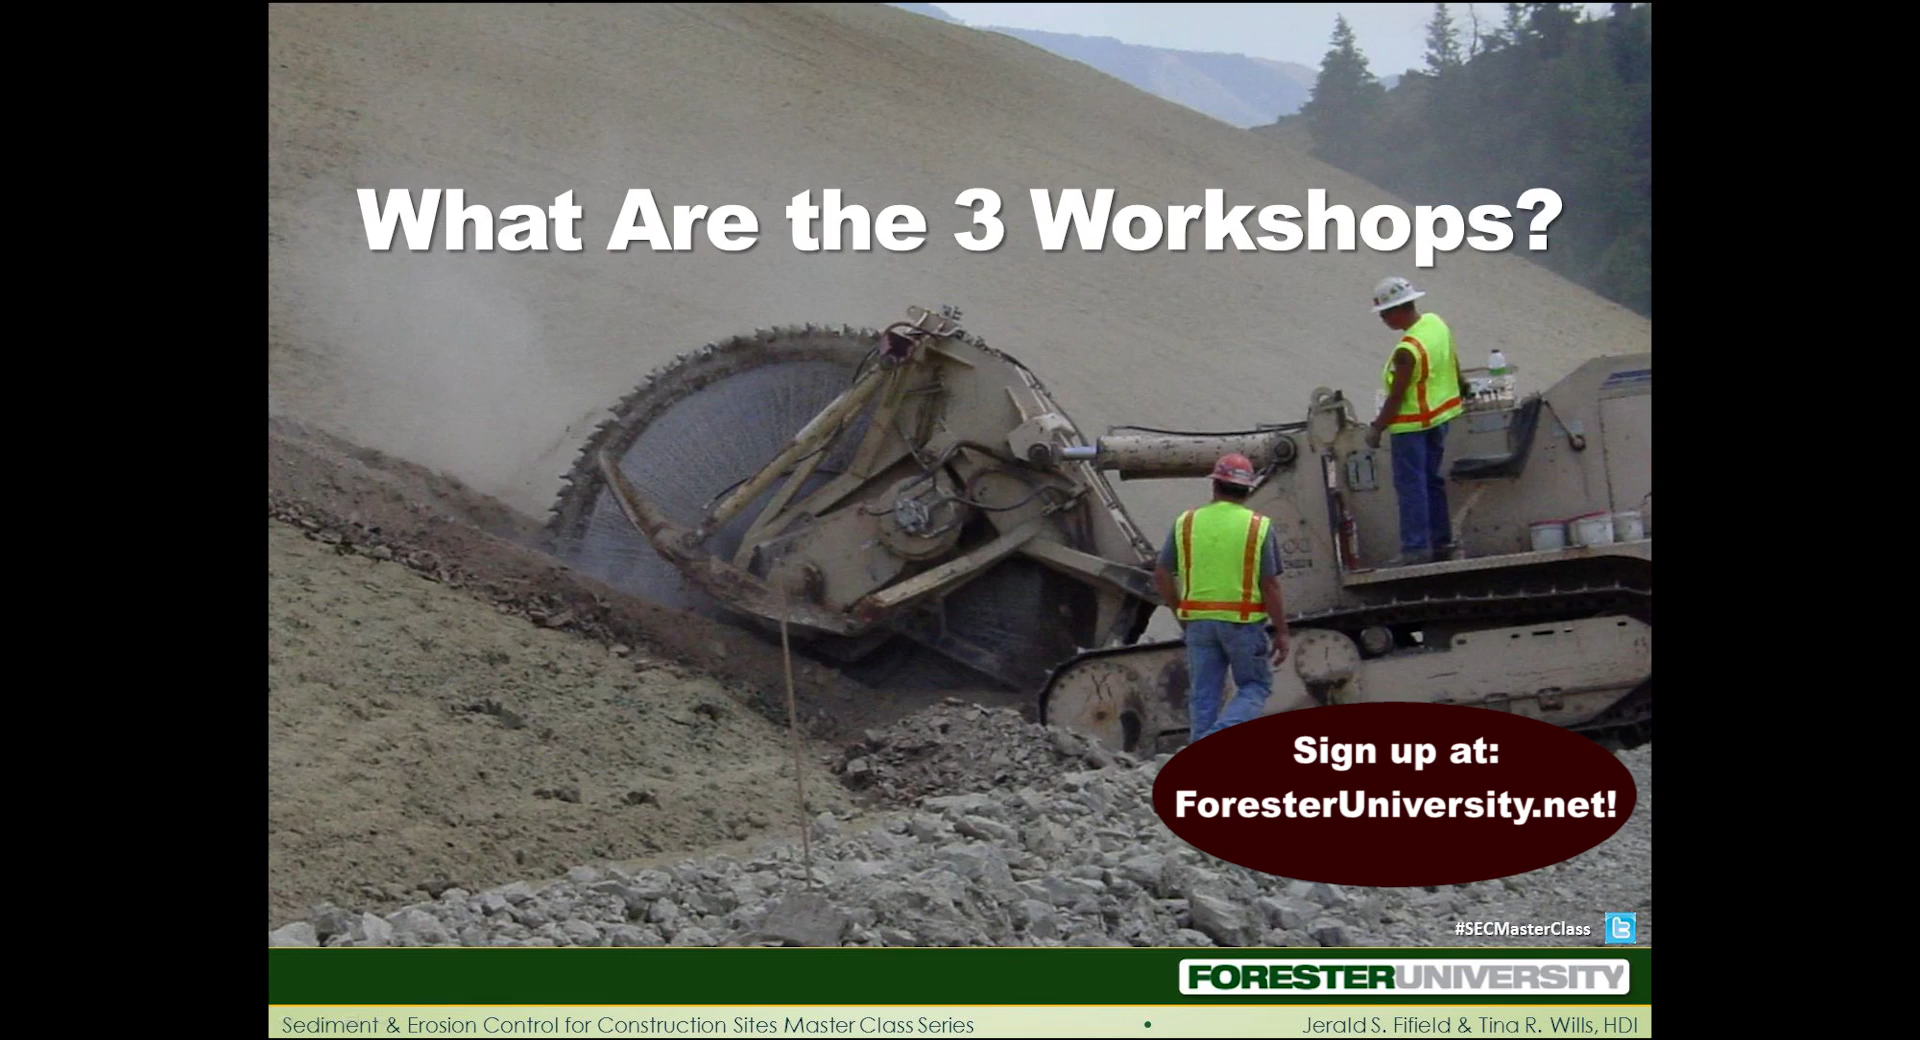 What Are the 3 Workshops?
Sign up at:
ForesterUniversity.net!
#SECMasterClass
FORESTERUNIVERSITY
Sediment & Erosion Control for Construction Sites Master Class Series • Jerald S. Fifield & Tina R. Wills, HDI